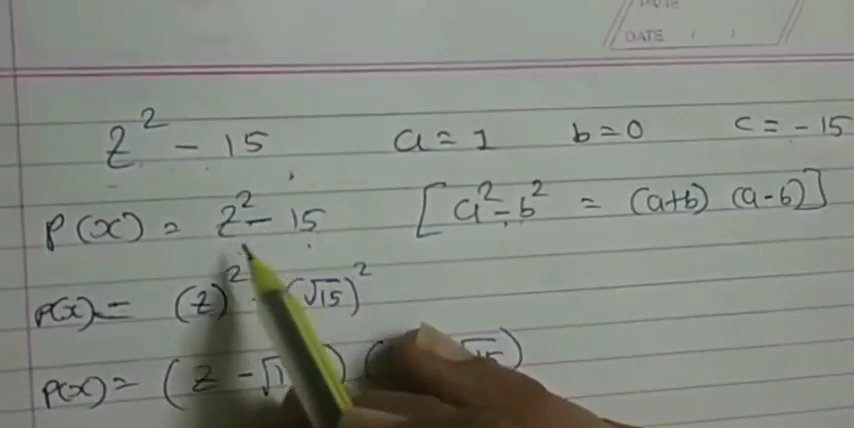 DATE / /
z² - 15 a = 1 b = 0 c = - 15
P(x) = z² - 15 [a² - b² = (a+b) (a-b)]
P(x) = (z)² (√15)²
P(x) = (z - √1 ) ( )